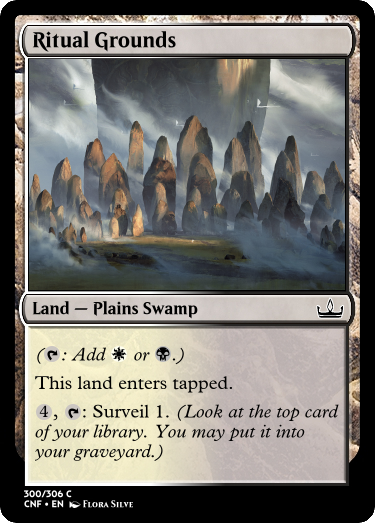 Ritual Grounds
Land — Plains Swamp
(: Add or .)
This land enters tapped.
4, : Surveil 1. (Look at the top card
of your library. You may put it into
your graveyard.)
300/306 C
CNF • EN FLORA SILVE